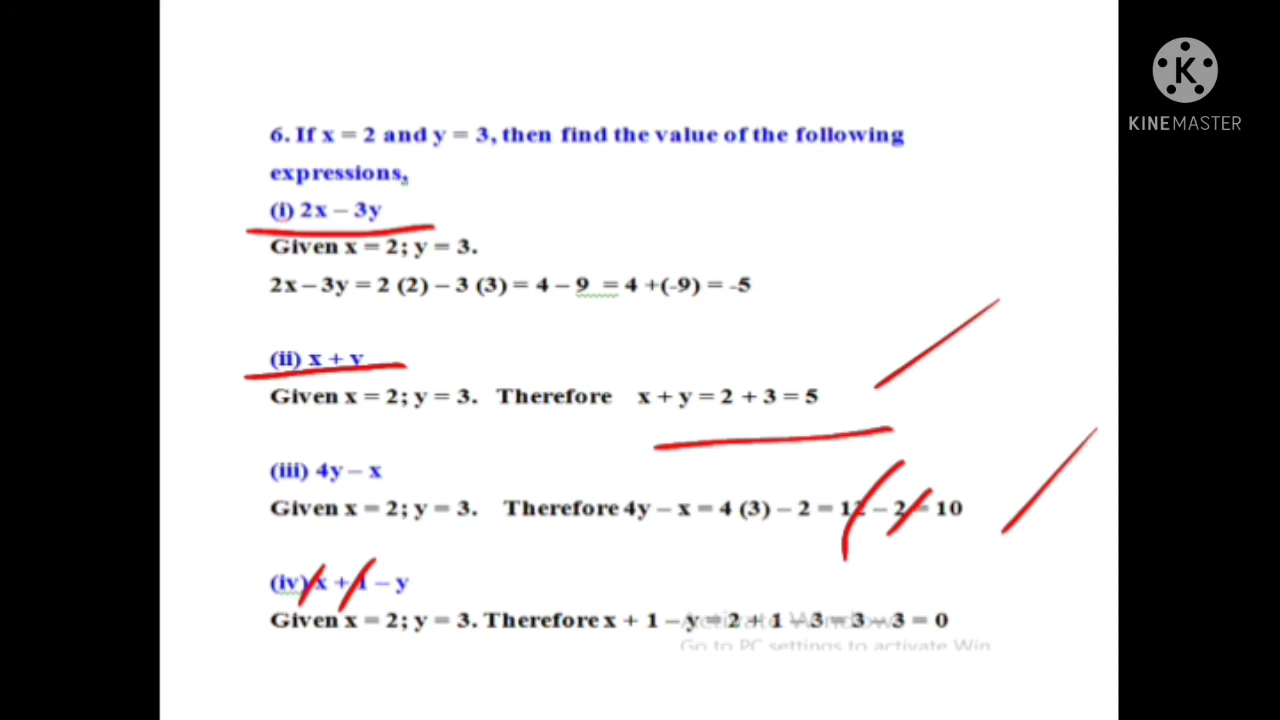 K
KINEMASTER
6. If x = 2 and y = 3, then find the value of the following
expressions,
(i) 2x – 3y
Given x = 2; y = 3.
2x – 3y = 2 (2) – 3 (3) = 4 – 9 = 4 +(-9) = -5
(ii) x + y
Given x = 2; y = 3. Therefore x + y = 2 + 3 = 5
(iii) 4y – x
Given x = 2; y = 3. Therefore 4y – x = 4 (3) – 2 = 12 – 2 = 10
(iv) x + 1 – y
Given x = 2; y = 3. Therefore x + 1 – y = 2 + 1 – 3 = 3 – 3 = 0
Activate Windows
Go to PC settings to activate Win